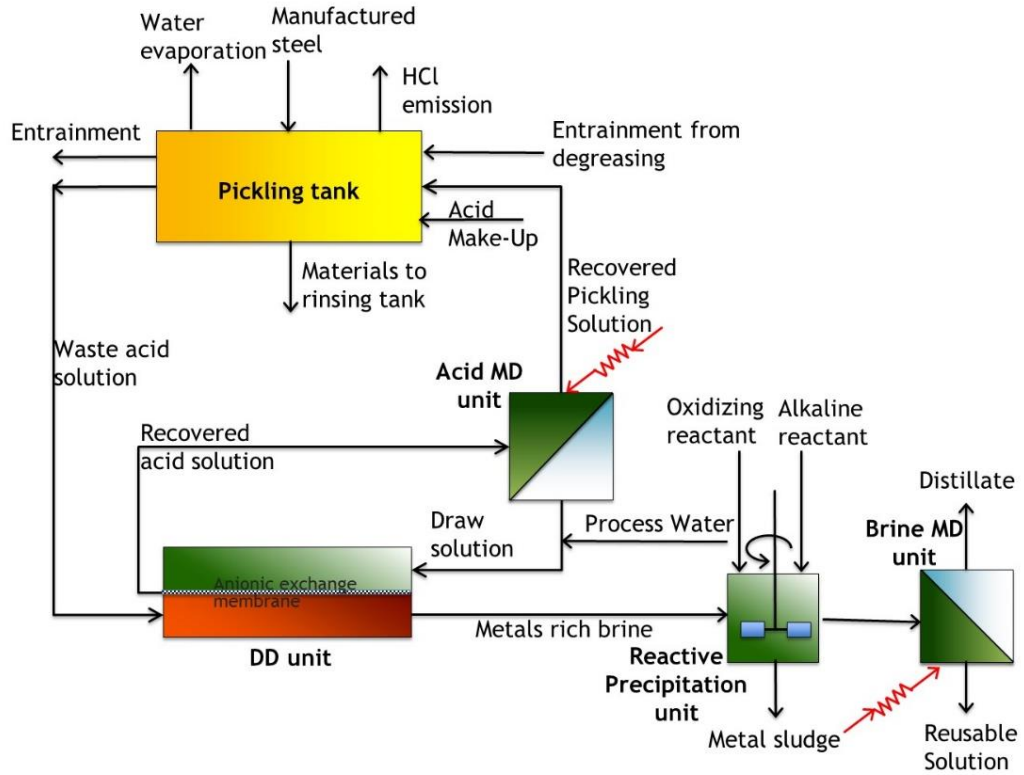 Water
evaporation
Manufactured
steel
HCl
emission
Entrainment
Entrainment from
degreasing
Pickling tank
Acid
Make-Up
Materials to
rinsing tank
Recovered
Pickling
Solution
Waste acid
solution
Acid MD
unit
Oxidizing
reactant
Alkaline
reactant
Recovered
acid solution
Distillate
Draw
solution
Process Water
Brine MD
unit
Anionic exchange
membrane
Metals rich brine
DD unit
Reactive
Precipitation
unit
Metal sludge
Reusable
Solution